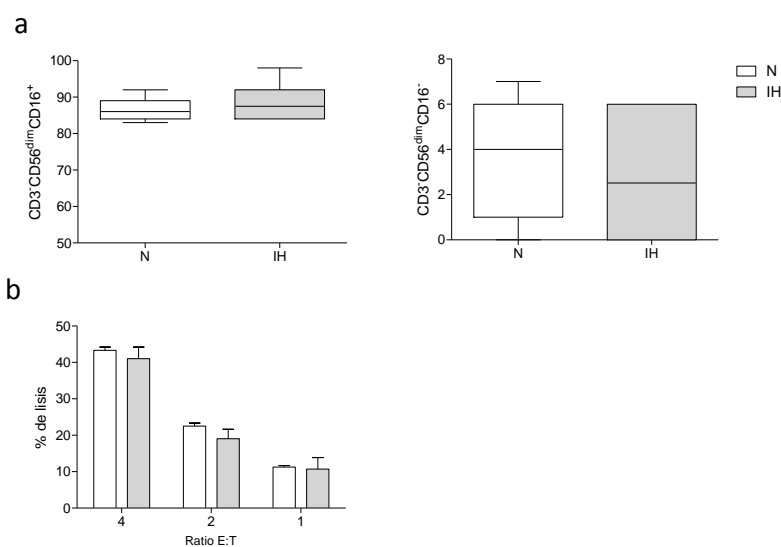 a
100
90
80
70
60
50
CD3⁻CD56ᵈⁱᵐCD16⁺
N
IH
8
6
4
2
0
CD3⁻CD56ᵈⁱᵐCD16⁻
N
IH
N
IH
b
50
40
30
20
10
0
% de lisis
4
2
1
Ratio E:T